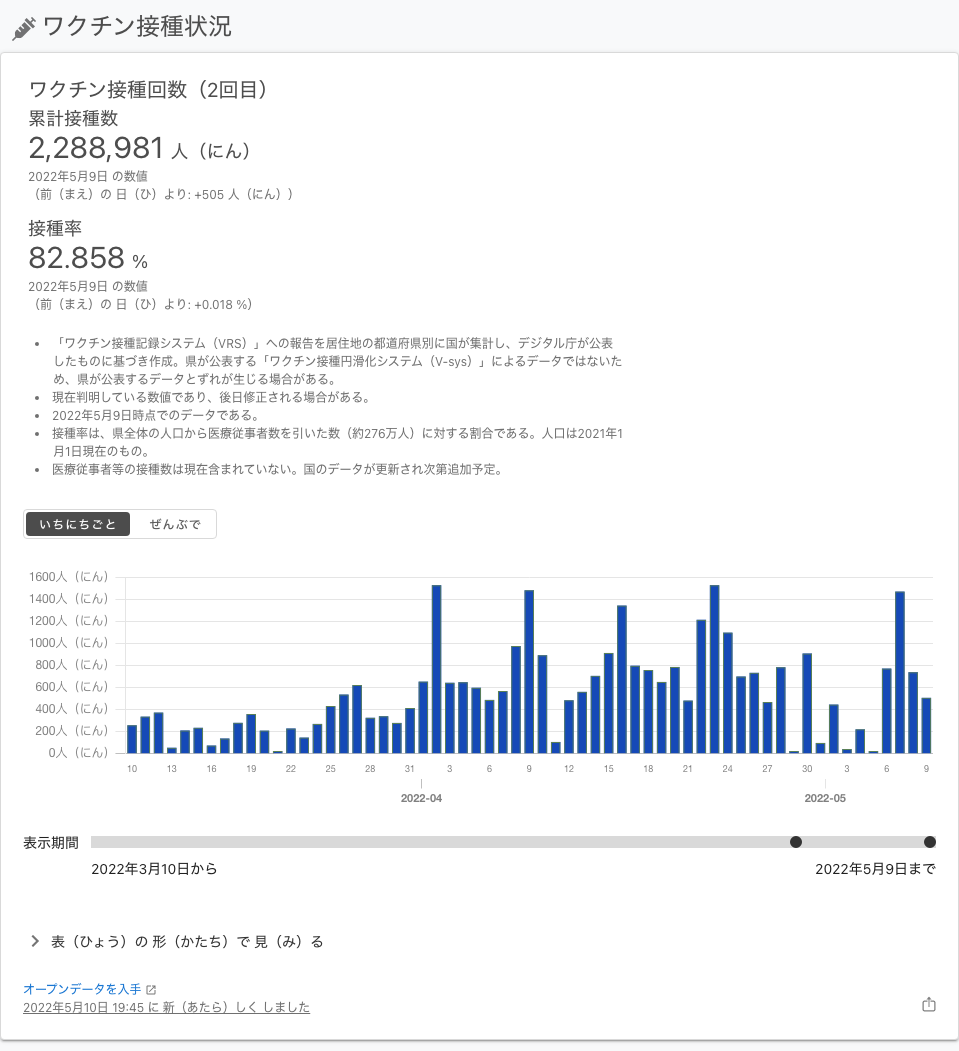 ワクチン接種状況
ワクチン接種回数（2回目）
累計接種数
2,288,981 人（にん）
2022年5月9日 の数値
（前（まえ）の 日（ひ）より: +505 人（にん））
接種率
82.858 %
2022年5月9日 の数値
（前（まえ）の 日（ひ）より: +0.018 %）
• 「ワクチン接種記録システム（VRS）」への報告を居住地の都道府県別に国が集計し、デジタル庁が公表
したものに基づき作成。県が公表する「ワクチン接種円滑化システム（V-sys）」によるデータではないた
め、県が公表するデータとずれが生じる場合がある。
• 現在判明している数値であり、後日修正される場合がある。
• 2022年5月9日時点でのデータである。
• 接種率は、県全体の人口から医療従事者数を引いた数（約276万人）に対する割合である。人口は2021年1
月1日現在のもの。
• 医療従事者等の接種数は現在含まれていない。国のデータが更新され次第追加予定。
いちにちごと ぜんぶで
1600人（にん）
1400人（にん）
1200人（にん）
1000人（にん）
800人（にん）
600人（にん）
400人（にん）
200人（にん）
0人（にん）
10 13 16 19 22 25 28 31 3 6 9 12 15 18 21 24 27 30 3 6 9
2022-04 2022-05
表示期間
2022年3月10日から 2022年5月9日まで
表（ひょう）の 形（かたち）で 見（み）る
オープンデータを入手
2022年5月10日 19:45 に 新（あたら）しく しました